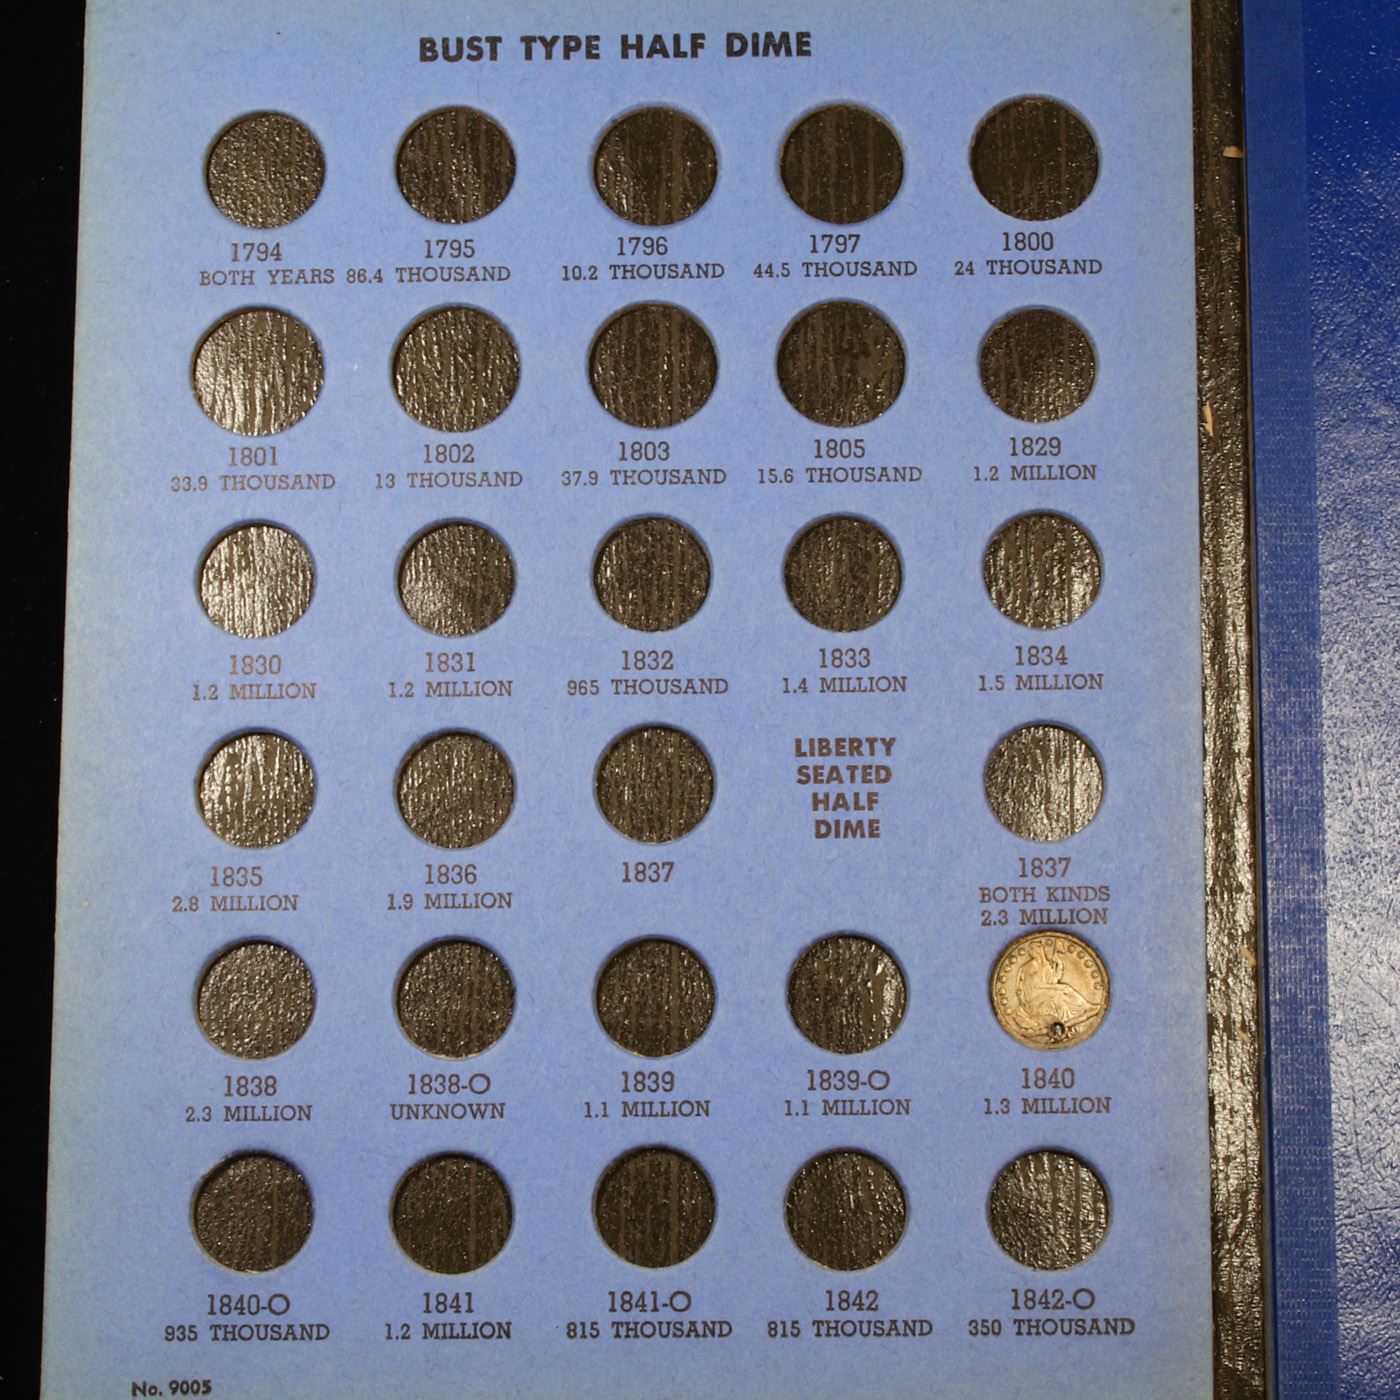 BUST TYPE HALF DIME
1794 1795 1796 1797 1800
BOTH YEARS 86.4 THOUSAND 10.2 THOUSAND 44.5 THOUSAND 24 THOUSAND
1801 1802 1803 1805 1829
33.9 THOUSAND 13 THOUSAND 37.9 THOUSAND 15.6 THOUSAND 1.2 MILLION
1830 1831 1832 1833 1834
1.2 MILLION 1.2 MILLION 965 THOUSAND 1.4 MILLION 1.5 MILLION
LIBERTY
SEATED
HALF
DIME
1835 1836 1837 1837
2.8 MILLION 1.9 MILLION BOTH KINDS
2.3 MILLION
1838 1838-O 1839 1839-O 1840
2.3 MILLION UNKNOWN 1.1 MILLION 1.1 MILLION 1.3 MILLION
1840-O 1841 1841-O 1842 1842-O
935 THOUSAND 1.2 MILLION 815 THOUSAND 815 THOUSAND 350 THOUSAND
No. 9005